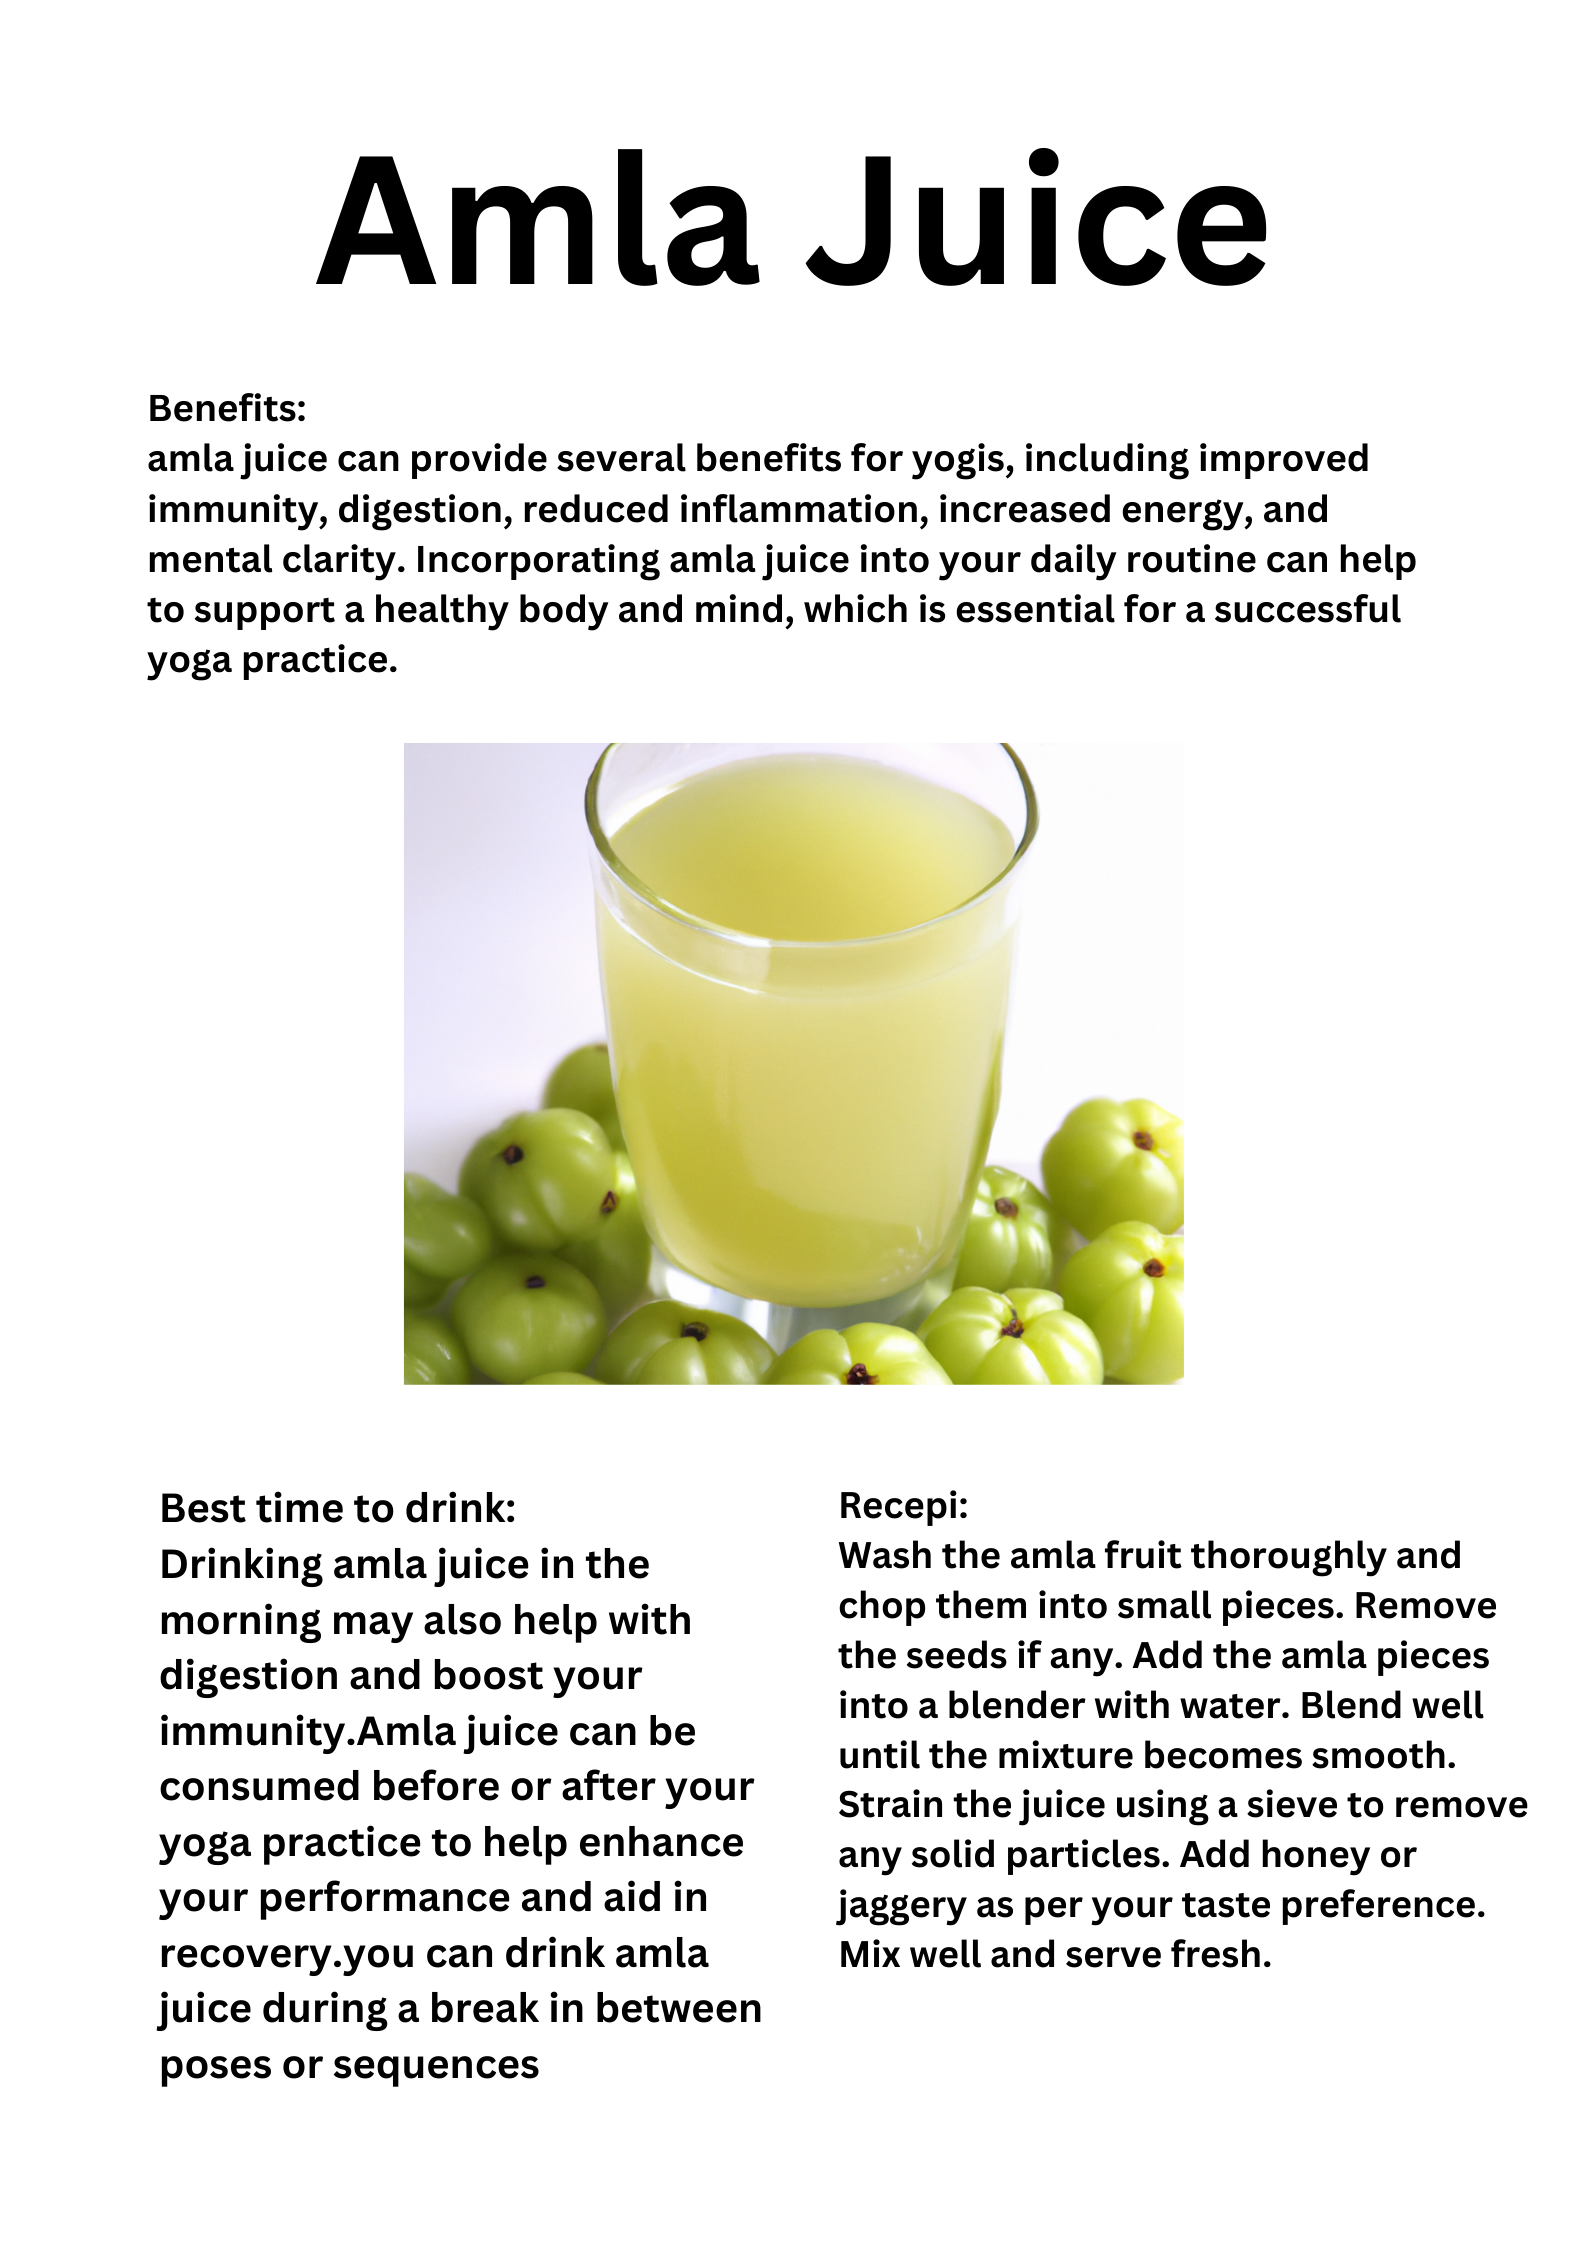 Amla Juice
Benefits:
amla juice can provide several benefits for yogis, including improved
immunity, digestion, reduced inflammation, increased energy, and
mental clarity. Incorporating amla juice into your daily routine can help
to support a healthy body and mind, which is essential for a successful
yoga practice.
Best time to drink:
Drinking amla juice in the
morning may also help with
digestion and boost your
immunity.Amla juice can be
consumed before or after your
yoga practice to help enhance
your performance and aid in
recovery.you can drink amla
juice during a break in between
poses or sequences
Recepi:
Wash the amla fruit thoroughly and
chop them into small pieces. Remove
the seeds if any. Add the amla pieces
into a blender with water. Blend well
until the mixture becomes smooth.
Strain the juice using a sieve to remove
any solid particles. Add honey or
jaggery as per your taste preference.
Mix well and serve fresh.